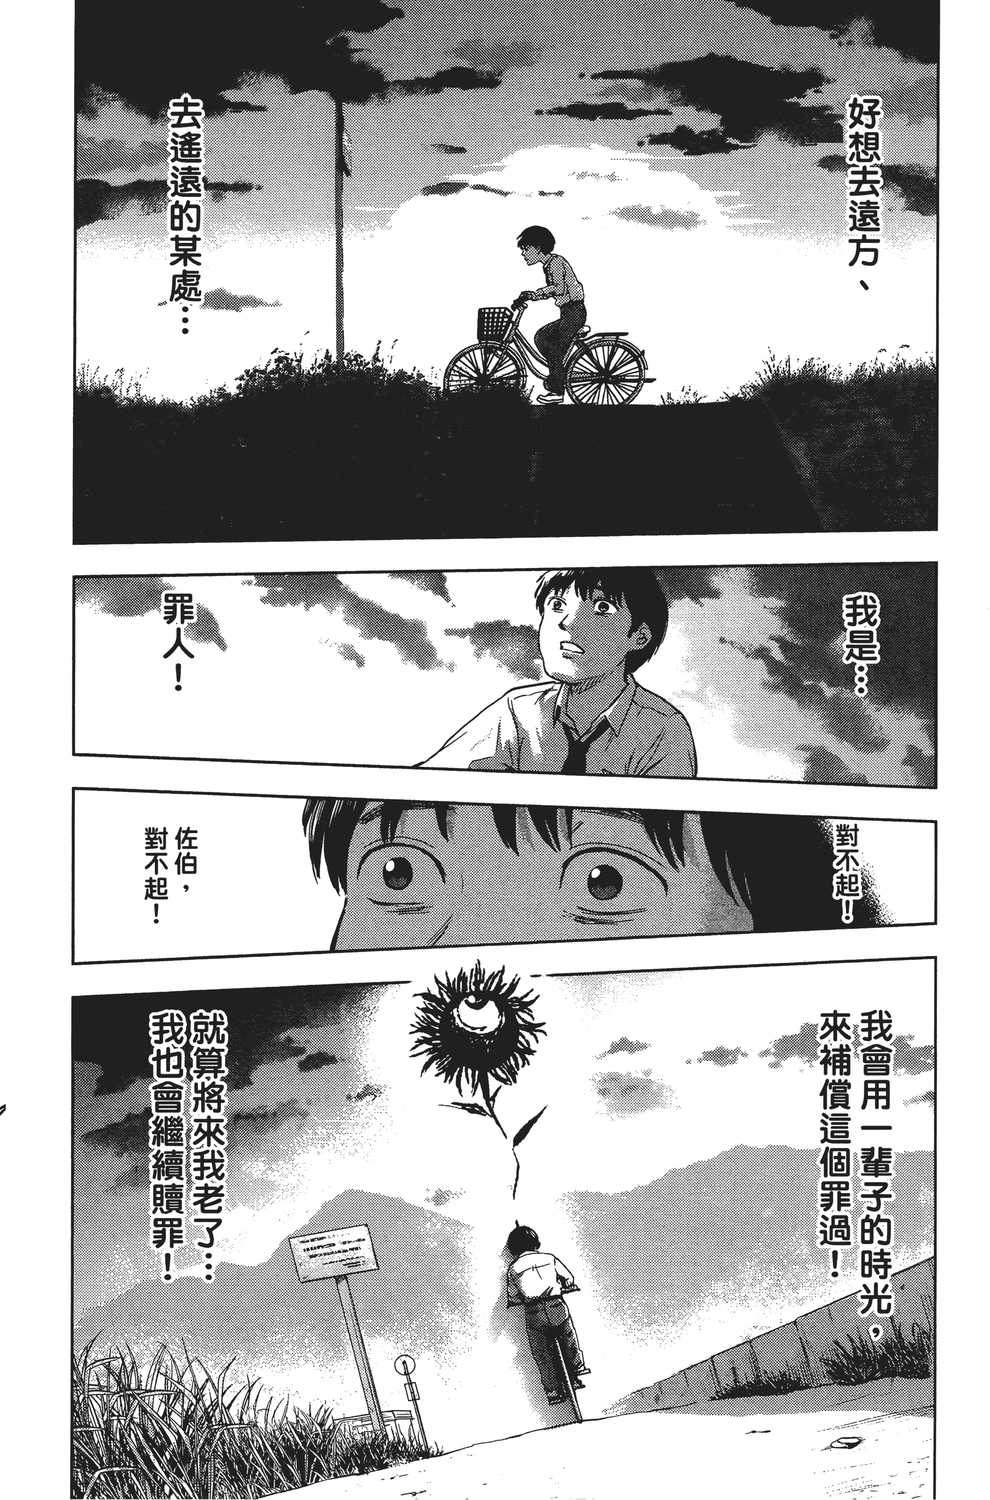 好想去遠方、
去遙遠的某處…
我是…
罪人！
對不起！
佐伯，
對不起！
我會用一輩子的時光，
來補償這個罪過！
就算將來我老了…
我也會繼續贖罪！